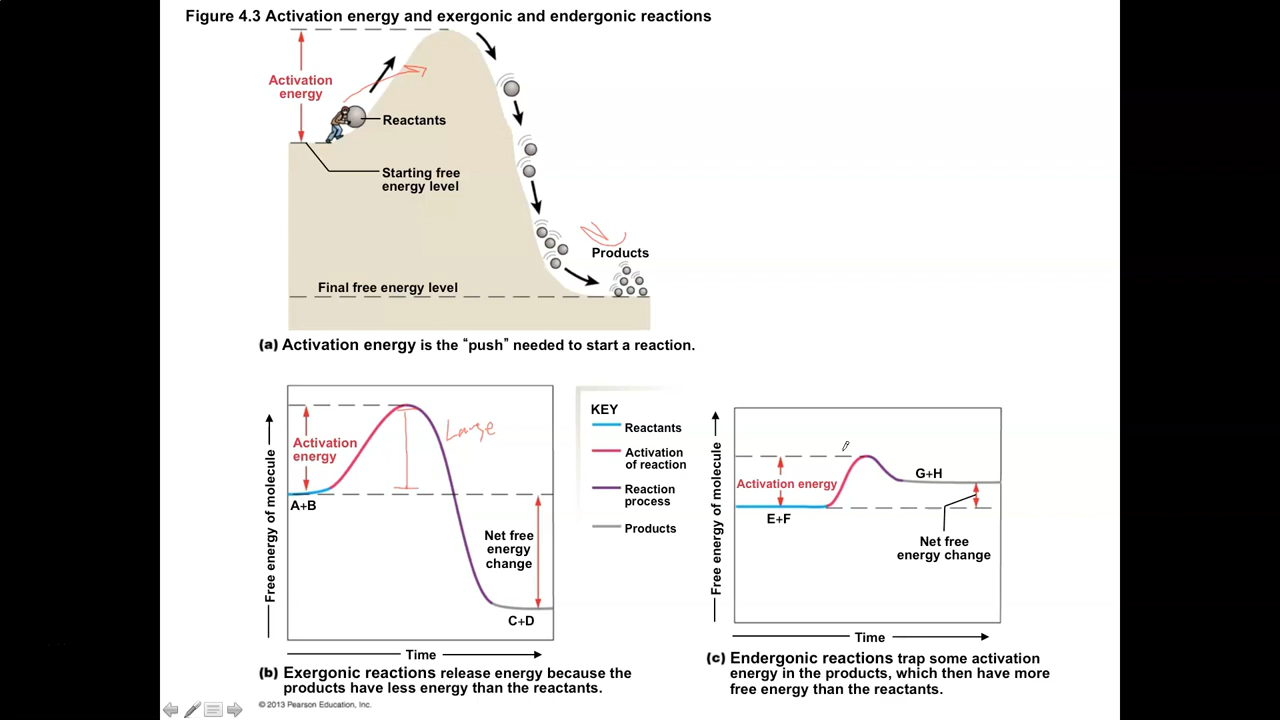 Figure 4.3 Activation energy and exergonic and endergonic reactions
Activation
energy
Reactants
Starting free
energy level
Products
Final free energy level
(a) Activation energy is the “push” needed to start a reaction.
Free energy of molecule
Activation
energy
A+B
Large
Net free
energy
change
C+D
Time
(b) Exergonic reactions release energy because the
products have less energy than the reactants.
KEY
Reactants
Activation
of reaction
Reaction
process
Products
Free energy of molecule
Activation energy
E+F
G+H
Net free
energy change
Time
(c) Endergonic reactions trap some activation
energy in the products, which then have more
free energy than the reactants.
© 2013 Pearson Education, Inc.